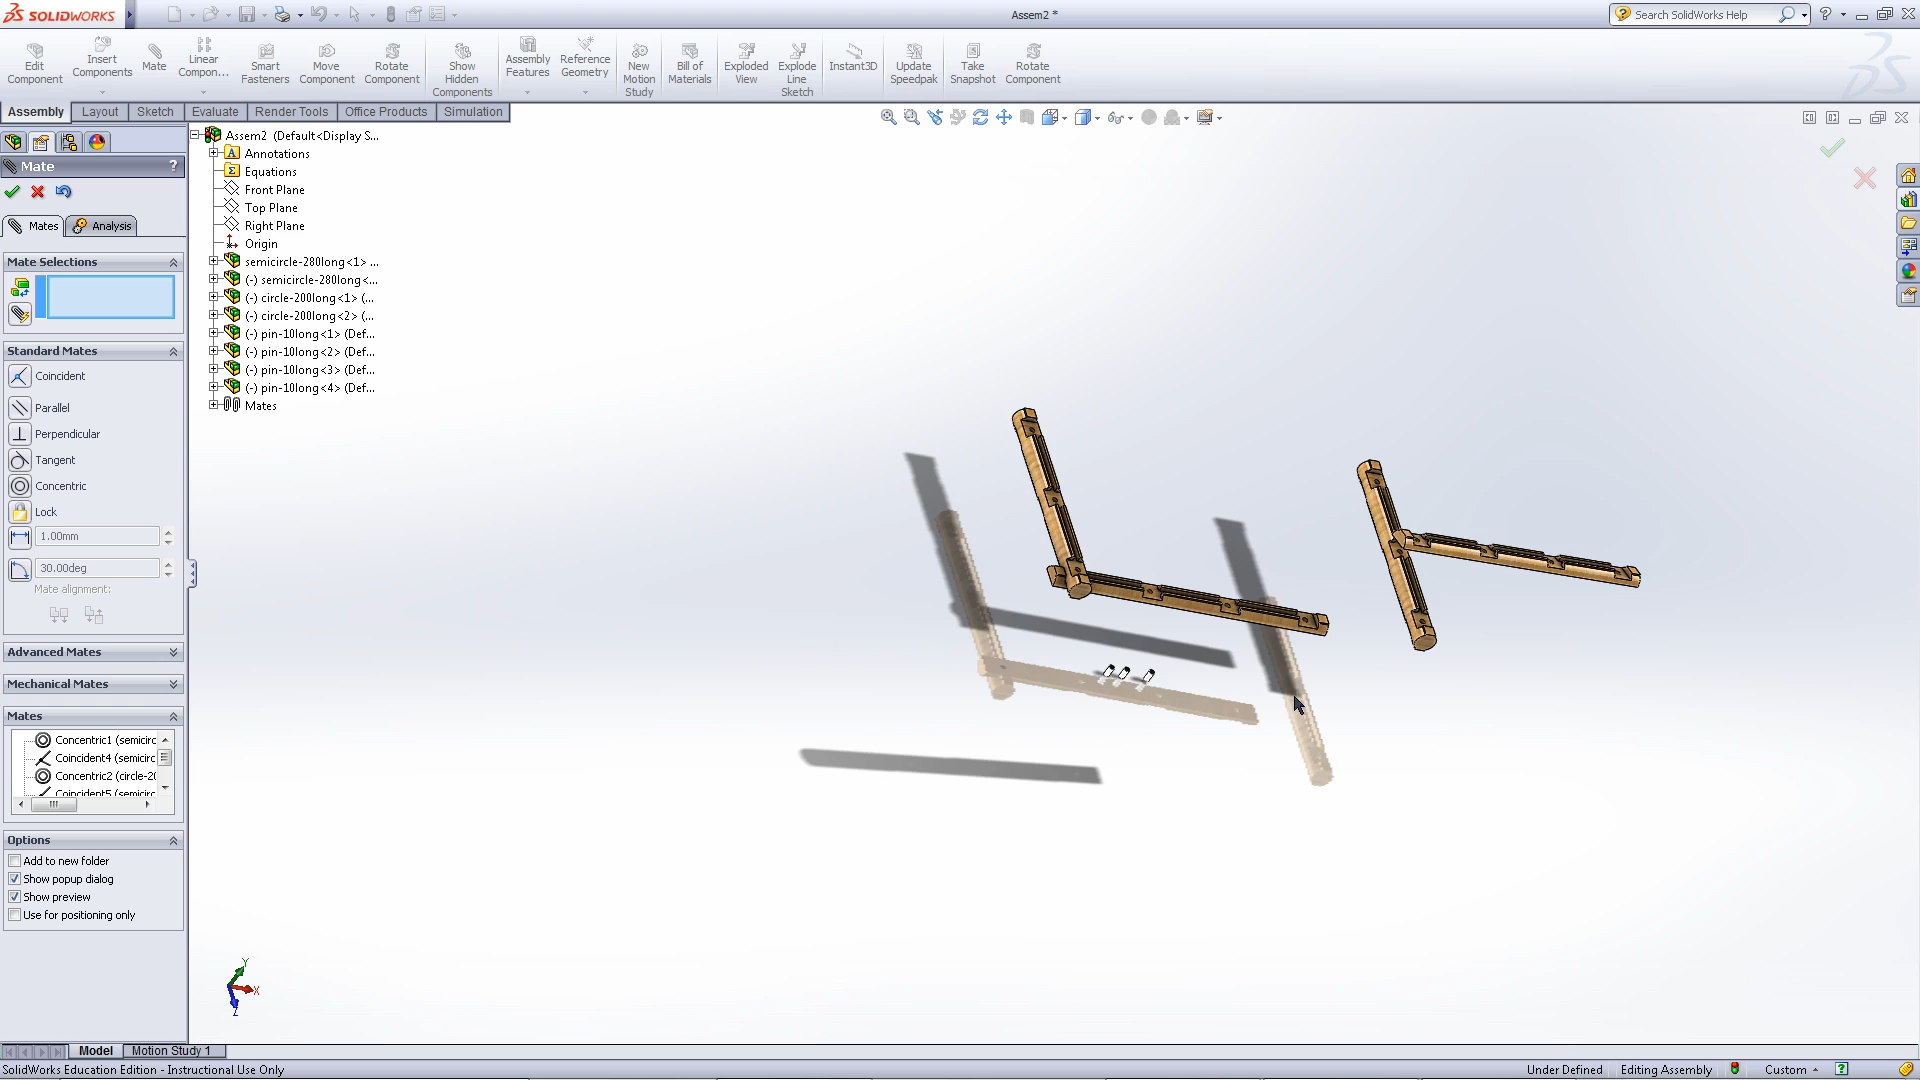 SOLIDWORKS
Assem2 *
Search SolidWorks Help
Edit Component
Insert Components
Mate
Linear Compon...
Smart Fasteners
Move Component
Rotate Component
Show Hidden Components
Assembly Features
Reference Geometry
New Motion Study
Bill of Materials
Exploded View
Explode Line Sketch
Instant3D
Update Speedpak
Take Snapshot
Rotate Component
Assembly
Layout
Sketch
Evaluate
Render Tools
Office Products
Simulation
Mate
?
Mates
Analysis
Mate Selections
Standard Mates
Coincident
Parallel
Perpendicular
Tangent
Concentric
Lock
1.00mm
30.00deg
Mate alignment:
Advanced Mates
Mechanical Mates
Mates
Concentric1 (semicirc
Coincident4 (semicirc
Concentric2 (circle-20
Coincident5 (semicirc
Options
Add to new folder
Show popup dialog
Show preview
Use for positioning only
Assem2 (Default<Display S...
Annotations
Equations
Front Plane
Top Plane
Right Plane
Origin
semicircle-280long<1> ...
(-) semicircle-280long<...
(-) circle-200long<1> (...
(-) circle-200long<2> (...
(-) pin-10long<1> (Def...
(-) pin-10long<2> (Def...
(-) pin-10long<3> (Def...
(-) pin-10long<4> (Def...
Mates
Y
X
Z
Model
Motion Study 1
SolidWorks Education Edition - Instructional Use Only
Under Defined
Editing Assembly
Custom